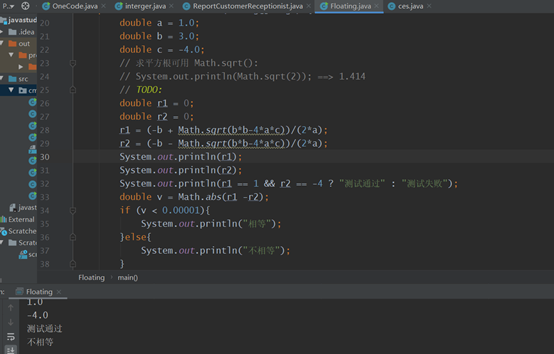 P...
OneCode.java
interger.java
ReportCustomerReceptionist.java
Floating.java
ces.java
javastud
.idea
out
pro
src
javastu
External
Scratche
Scratc
scr
20 double a = 1.0;
21 double b = 3.0;
22 double c = -4.0;
23 // 求平方根可用 Math.sqrt():
24 // System.out.println(Math.sqrt(2)); ==> 1.414
25 // TODO:
26 double r1 = 0;
27 double r2 = 0;
28 r1 = (-b + Math.sqrt(b*b-4*a*c))/(2*a);
29 r2 = (-b - Math.sqrt(b*b-4*a*c))/(2*a);
30 System.out.println(r1);
31 System.out.println(r2);
32 System.out.println(r1 == 1 && r2 == -4 ? "测试通过" : "测试失败");
33 double v = Math.abs(r1 -r2);
34 if (v < 0.00001){
35 System.out.println("相等");
36 }else{
37 System.out.println("不相等");
38 }
Floating > main()
Floating
1.0
-4.0
测试通过
不相等